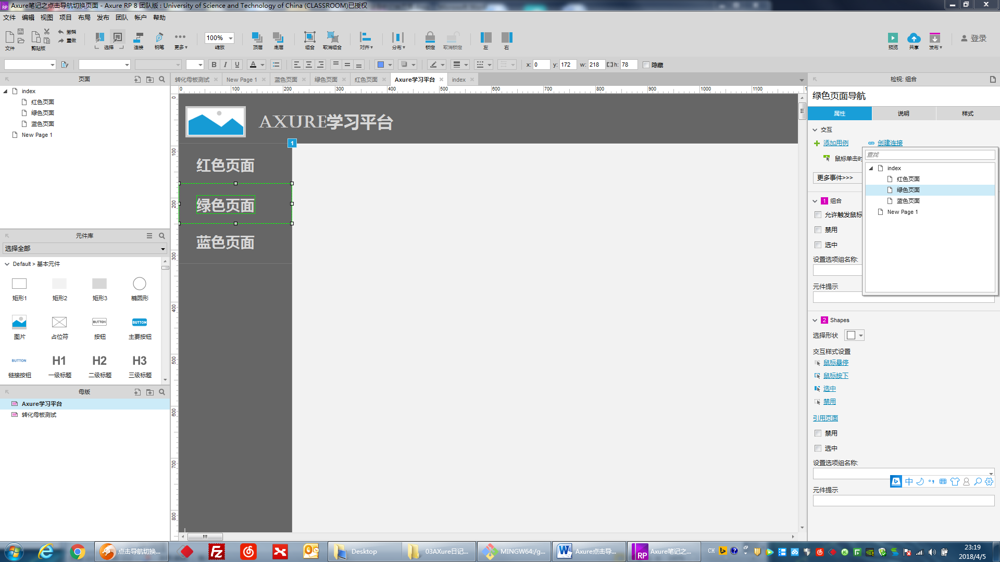 Axure笔记之点击导航切换页面 - Axure RP 8 团队版 : University of Science and Technology of China (CLASSROOM)已授权
文件 编辑 视图 项目 布局 发布 团队 帐户 帮助
撤销
重做
100%
文件 剪贴板 选择 连接 钢笔 更多 缩放 顶层 底层 组合 取消组合 对齐 分布 锁定 取消锁定 左 右 预览 共享 发布 登录
B I U A x: 0 y: 172 w: 218 h: 78 隐藏
页面
index
红色页面
绿色页面
蓝色页面
New Page 1
元件库
选择全部
Default > 基本元件
矩形1 矩形2 矩形3 椭圆形
BUTTON BUTTON
图片 占位符 按钮 主要按钮
BUTTON H1 H2 H3
链接按钮 一级标题 二级标题 三级标题
母版
Axure学习平台
转化母板测试
转化母板测试 New Page 1 蓝色页面 绿色页面 红色页面 Axure学习平台 index
0 100 200 300 400 500 600 700 800 900 1000 1100
0
100
200
300
400
500
600
700
800
AXURE学习平台
1
红色页面
绿色页面
蓝色页面
检视: 组合
绿色页面导航
属性 说明 样式
交互
添加用例 创建连接
鼠标单击时
更多事件>>>
查找
index
红色页面
绿色页面
蓝色页面
New Page 1
1 组合
允许触发鼠标
禁用
选中
设置选项组名称:
元件提示
2 Shapes
选择形状
交互样式设置
鼠标悬停
鼠标按下
选中
禁用
引用页面
禁用
选中
设置选项组名称:
中
元件提示
点击导航切换... Desktop 03AXure日记... MINGW64:/g... Axure点击导... Axure笔记之... CH
23:19
2018/4/5